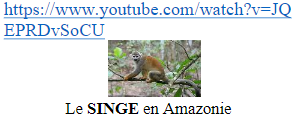 https://www.youtube.com/watch?v=JQ
EPRDvSoCU
Le SINGE en Amazonie